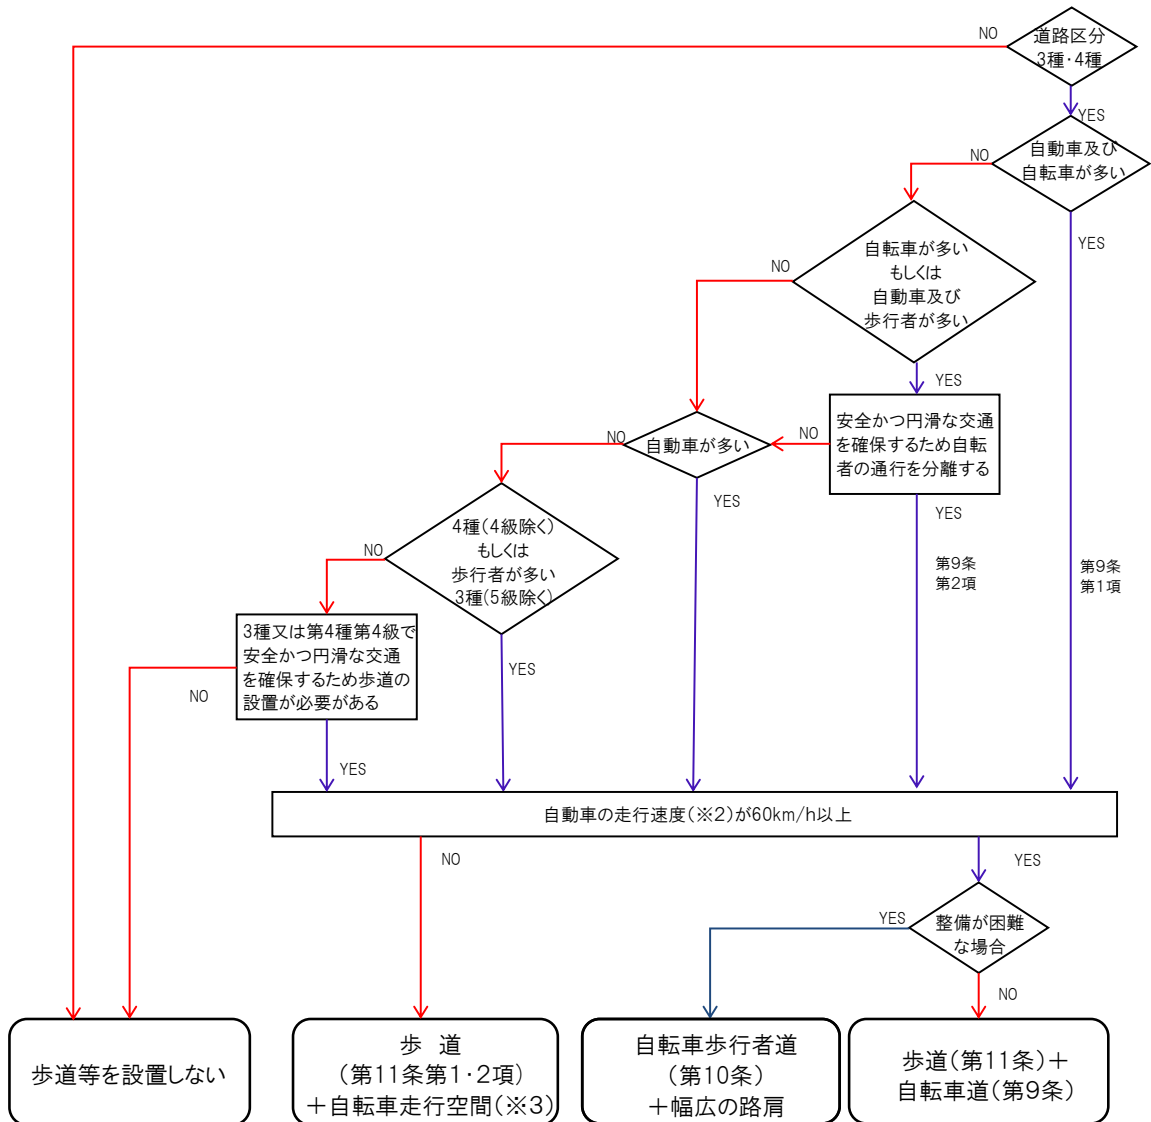 道路区分
3種・4種
NO
YES
自動車及び
自転車が多い
NO
YES
自転車が多い
もしくは
自動車及び
歩行者が多い
NO
YES
安全かつ円滑な交通
を確保するため自転
者の通行を分離する
NO
YES
自動車が多い
NO
YES
第9条
第2項
第9条
第1項
4種(4級除く)
もしくは
歩行者が多い
3種(5級除く)
NO
YES
3種又は第4種第4級で
安全かつ円滑な交通
を確保するため歩道の
設置が必要がある
NO
YES
自動車の走行速度(※2)が60km/h以上
NO
YES
整備が困難
な場合
YES
NO
歩道等を設置しない
歩 道
(第11条第1・2項)
+自転車走行空間(※3)
自転車歩行者道
(第10条)
+幅広の路肩
歩道(第11条)+
自転車道(第9条)